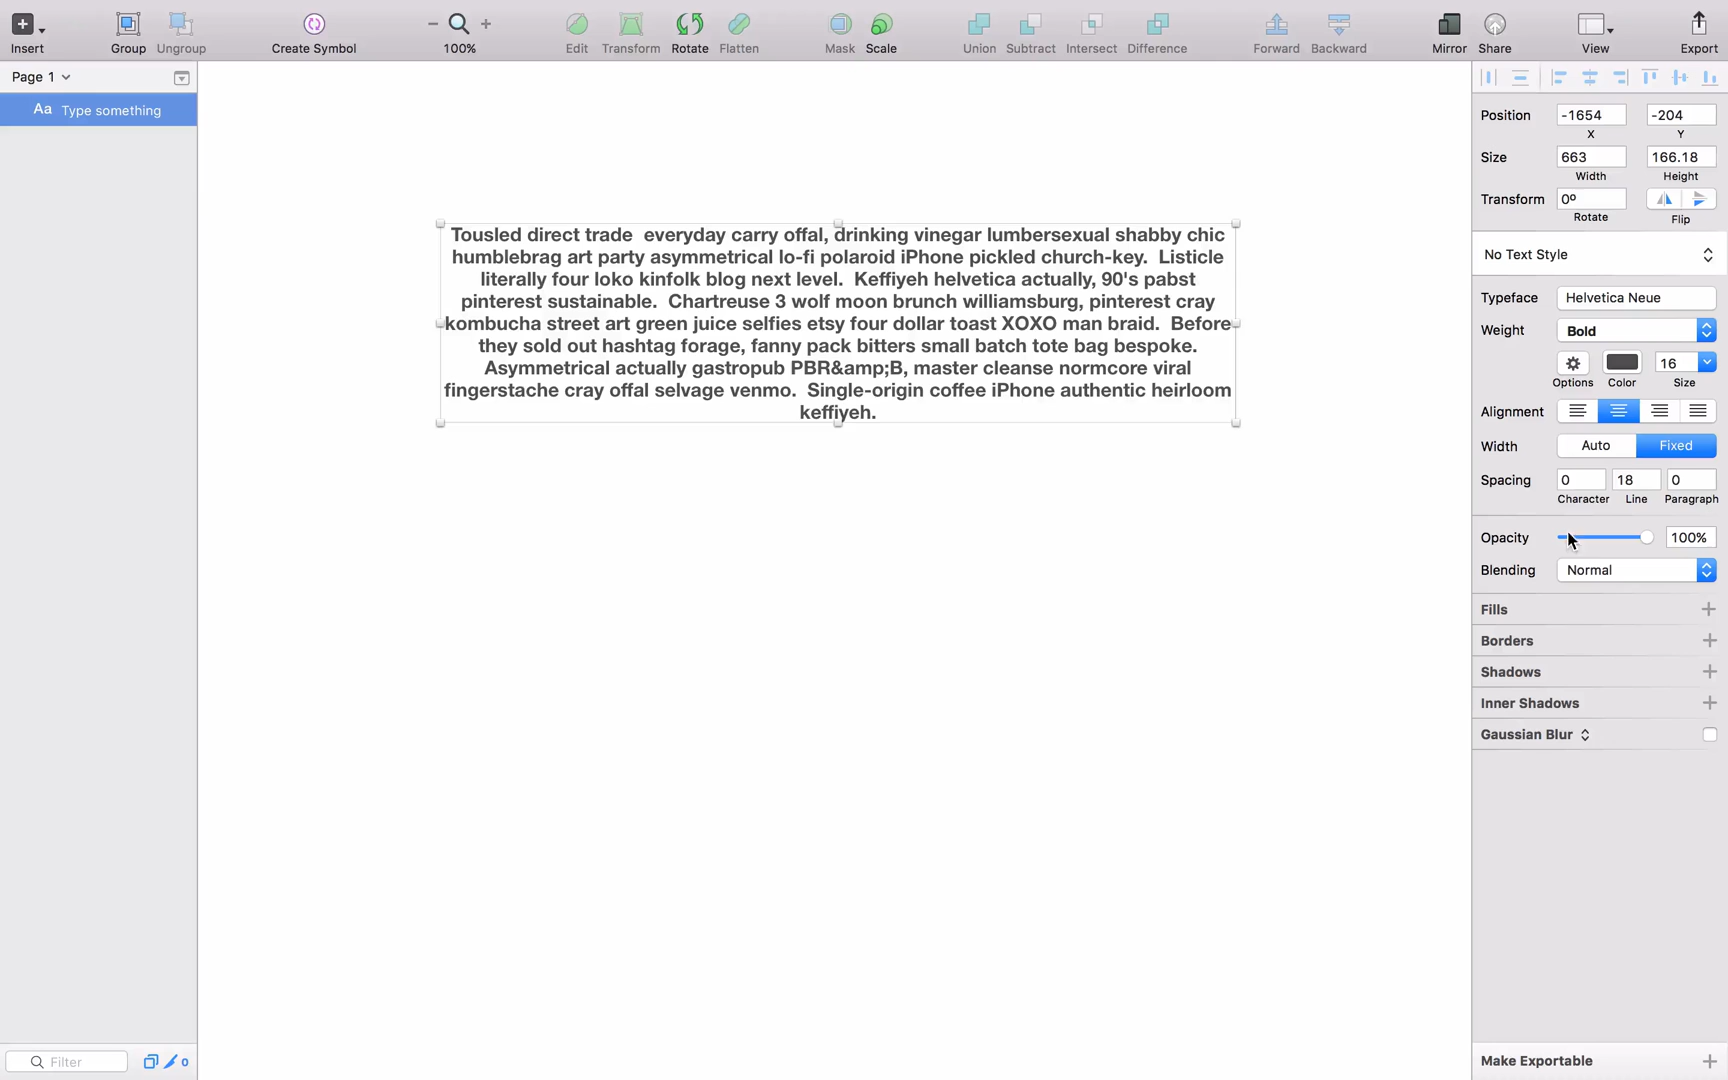 Insert
Group
Ungroup
Create Symbol
100%
Edit
Transform
Rotate
Flatten
Mask
Scale
Union
Subtract
Intersect
Difference
Forward
Backward
Mirror
Share
View
Export
Page 1
Aa Type something
Tousled direct trade  everyday carry offal, drinking vinegar lumbersexual shabby chic
humblebrag art party asymmetrical lo-fi polaroid iPhone pickled church-key.  Listicle
literally four loko kinfolk blog next level.  Keffiyeh helvetica actually, 90's pabst
pinterest sustainable.  Chartreuse 3 wolf moon brunch williamsburg, pinterest cray
kombucha street art green juice selfies etsy four dollar toast XOXO man braid.  Before
they sold out hashtag forage, fanny pack bitters small batch tote bag bespoke.
Asymmetrical actually gastropub PBR&amp;B, master cleanse normcore viral
fingerstache cray offal selvage venmo.  Single-origin coffee iPhone authentic heirloom
keffiyeh.
Position -1654 -204
X Y
Size 663 166.18
Width Height
Transform 0º
Rotate Flip
No Text Style
Typeface Helvetica Neue
Weight Bold
16
Options Color Size
Alignment
Width Auto Fixed
Spacing 0 18 0
Character Line Paragraph
Opacity 100%
Blending Normal
Fills
Borders
Shadows
Inner Shadows
Gaussian Blur
Filter 0
Make Exportable